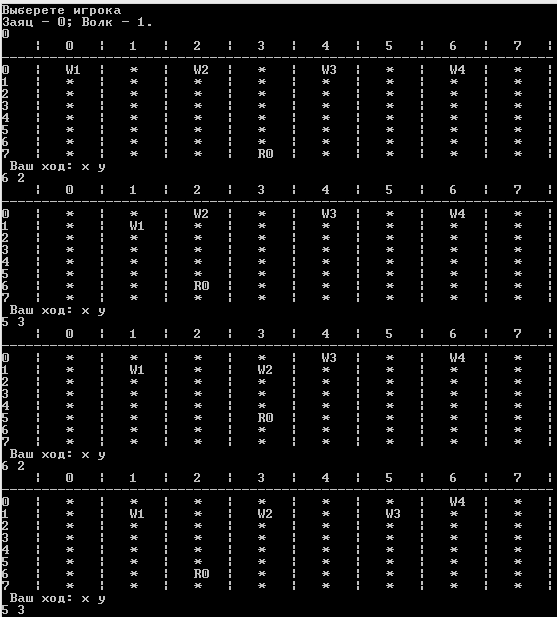 Выберете игрока
Заяц - 0; Волк - 1.
0
  ¦ 0 ¦ 1 ¦ 2 ¦ 3 ¦ 4 ¦ 5 ¦ 6 ¦ 7 ¦
0 ¦ W1 ¦ * ¦ W2 ¦ * ¦ W3 ¦ * ¦ W4 ¦ * ¦
1 ¦ * ¦ * ¦ * ¦ * ¦ * ¦ * ¦ * ¦ * ¦
2 ¦ * ¦ * ¦ * ¦ * ¦ * ¦ * ¦ * ¦ * ¦
3 ¦ * ¦ * ¦ * ¦ * ¦ * ¦ * ¦ * ¦ * ¦
4 ¦ * ¦ * ¦ * ¦ * ¦ * ¦ * ¦ * ¦ * ¦
5 ¦ * ¦ * ¦ * ¦ * ¦ * ¦ * ¦ * ¦ * ¦
6 ¦ * ¦ * ¦ * ¦ * ¦ * ¦ * ¦ * ¦ * ¦
7 ¦ * ¦ * ¦ * ¦ R0 ¦ * ¦ * ¦ * ¦ * ¦
Ваш ход: x y
6 2
  ¦ 0 ¦ 1 ¦ 2 ¦ 3 ¦ 4 ¦ 5 ¦ 6 ¦ 7 ¦
0 ¦ * ¦ * ¦ W2 ¦ * ¦ W3 ¦ * ¦ W4 ¦ * ¦
1 ¦ * ¦ W1 ¦ * ¦ * ¦ * ¦ * ¦ * ¦ * ¦
2 ¦ * ¦ * ¦ * ¦ * ¦ * ¦ * ¦ * ¦ * ¦
3 ¦ * ¦ * ¦ * ¦ * ¦ * ¦ * ¦ * ¦ * ¦
4 ¦ * ¦ * ¦ * ¦ * ¦ * ¦ * ¦ * ¦ * ¦
5 ¦ * ¦ * ¦ * ¦ * ¦ * ¦ * ¦ * ¦ * ¦
6 ¦ * ¦ * ¦ R0 ¦ * ¦ * ¦ * ¦ * ¦ * ¦
7 ¦ * ¦ * ¦ * ¦ * ¦ * ¦ * ¦ * ¦ * ¦
Ваш ход: x y
5 3
  ¦ 0 ¦ 1 ¦ 2 ¦ 3 ¦ 4 ¦ 5 ¦ 6 ¦ 7 ¦
0 ¦ * ¦ * ¦ * ¦ * ¦ W3 ¦ * ¦ W4 ¦ * ¦
1 ¦ * ¦ W1 ¦ * ¦ W2 ¦ * ¦ * ¦ * ¦ * ¦
2 ¦ * ¦ * ¦ * ¦ * ¦ * ¦ * ¦ * ¦ * ¦
3 ¦ * ¦ * ¦ * ¦ * ¦ * ¦ * ¦ * ¦ * ¦
4 ¦ * ¦ * ¦ * ¦ * ¦ * ¦ * ¦ * ¦ * ¦
5 ¦ * ¦ * ¦ * ¦ R0 ¦ * ¦ * ¦ * ¦ * ¦
6 ¦ * ¦ * ¦ * ¦ * ¦ * ¦ * ¦ * ¦ * ¦
7 ¦ * ¦ * ¦ * ¦ * ¦ * ¦ * ¦ * ¦ * ¦
Ваш ход: x y
6 2
  ¦ 0 ¦ 1 ¦ 2 ¦ 3 ¦ 4 ¦ 5 ¦ 6 ¦ 7 ¦
0 ¦ * ¦ * ¦ * ¦ * ¦ * ¦ * ¦ W4 ¦ * ¦
1 ¦ * ¦ W1 ¦ * ¦ W2 ¦ * ¦ W3 ¦ * ¦ * ¦
2 ¦ * ¦ * ¦ * ¦ * ¦ * ¦ * ¦ * ¦ * ¦
3 ¦ * ¦ * ¦ * ¦ * ¦ * ¦ * ¦ * ¦ * ¦
4 ¦ * ¦ * ¦ * ¦ * ¦ * ¦ * ¦ * ¦ * ¦
5 ¦ * ¦ * ¦ * ¦ * ¦ * ¦ * ¦ * ¦ * ¦
6 ¦ * ¦ * ¦ R0 ¦ * ¦ * ¦ * ¦ * ¦ * ¦
7 ¦ * ¦ * ¦ * ¦ * ¦ * ¦ * ¦ * ¦ * ¦
Ваш ход: x y
5 3